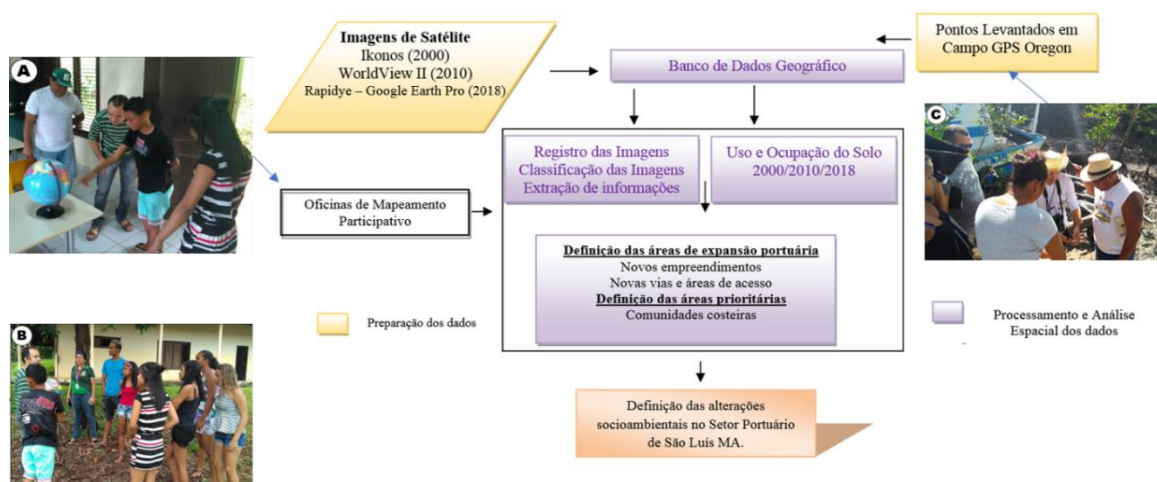 A
Imagens de Satélite
Ikonos (2000)
WorldView II (2010)
Rapidye – Google Earth Pro (2018)
Banco de Dados Geográfico
Pontos Levantados em
Campo GPS Oregon
C
Registro das Imagens
Classificação das Imagens
Extração de informações
Uso e Ocupação do Solo
2000/2010/2018
Oficinas de Mapeamento
Participativo
Definição das áreas de expansão portuária
Novos empreendimentos
Novas vias e áreas de acesso
Definição das áreas prioritárias
Comunidades costeiras
B
Preparação dos dados
Processamento e Análise
Espacial dos dados
Definição das alterações
socioambientais no Setor Portuário
de São Luís MA.